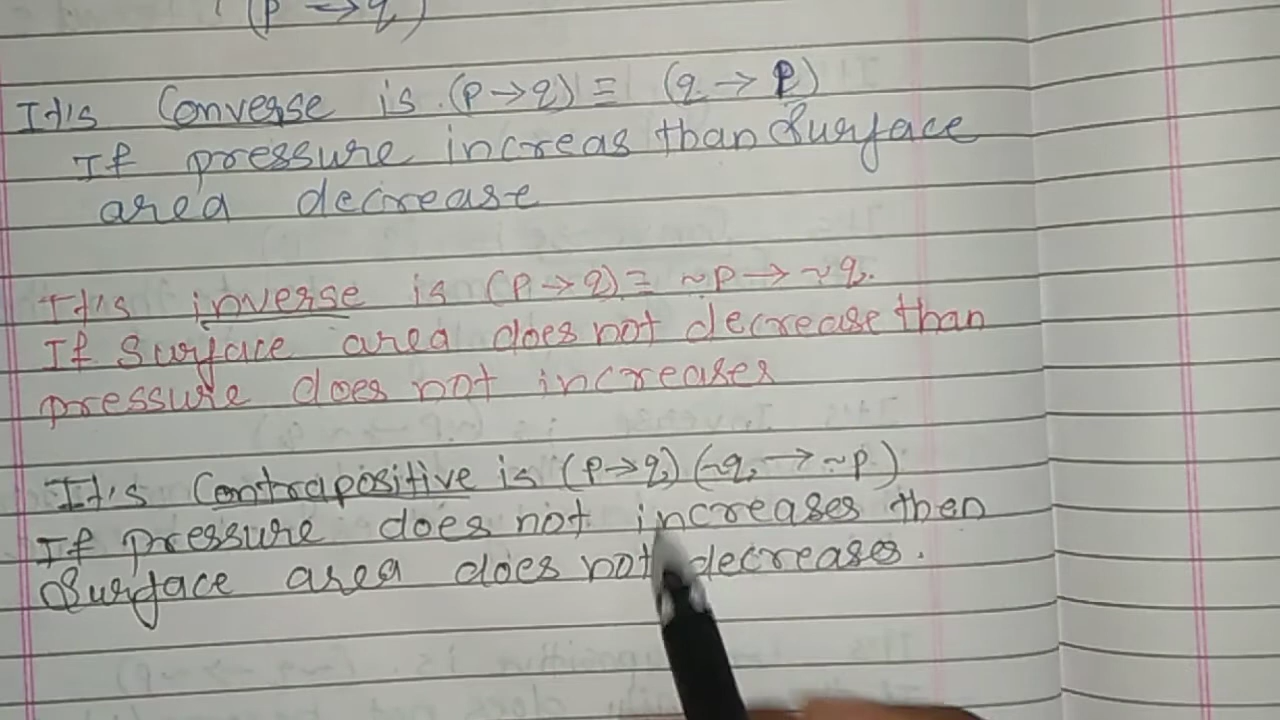 (p → q)
It's Converse is (p → q) ≡ (q → p)
If pressure increas than Surface
area decrease
It's inverse is (p → q) = ~p → ~q.
If Surface area does not decrease than
pressure does not increases
It's Contrapositive is (p → q) (~q → ~p)
If pressure does not increases then
Surface area does not decreases.